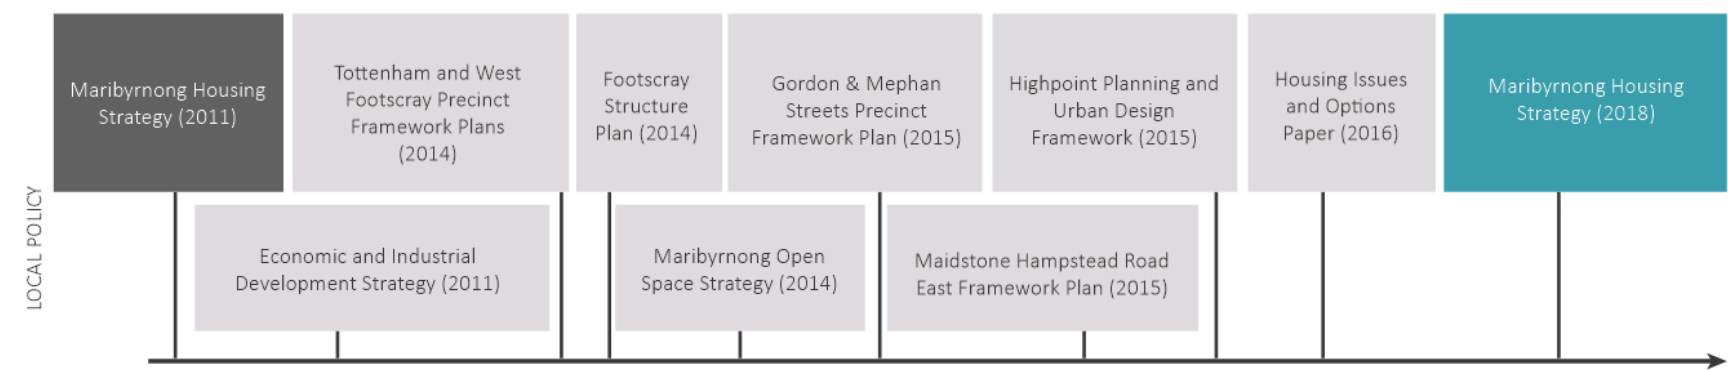 Maribyrnong Housing
Strategy (2011)
Tottenham and West
Footscray Precinct
Framework Plans
(2014)
Footscray
Structure
Plan (2014)
Gordon & Mephan
Streets Precinct
Framework Plan (2015)
Highpoint Planning and
Urban Design
Framework (2015)
Housing Issues
and Options
Paper (2016)
Maribyrnong Housing
Strategy (2018)
LOCAL POLICY
Economic and Industrial
Development Strategy (2011)
Maribyrnong Open
Space Strategy (2014)
Maidstone Hampstead Road
East Framework Plan (2015)